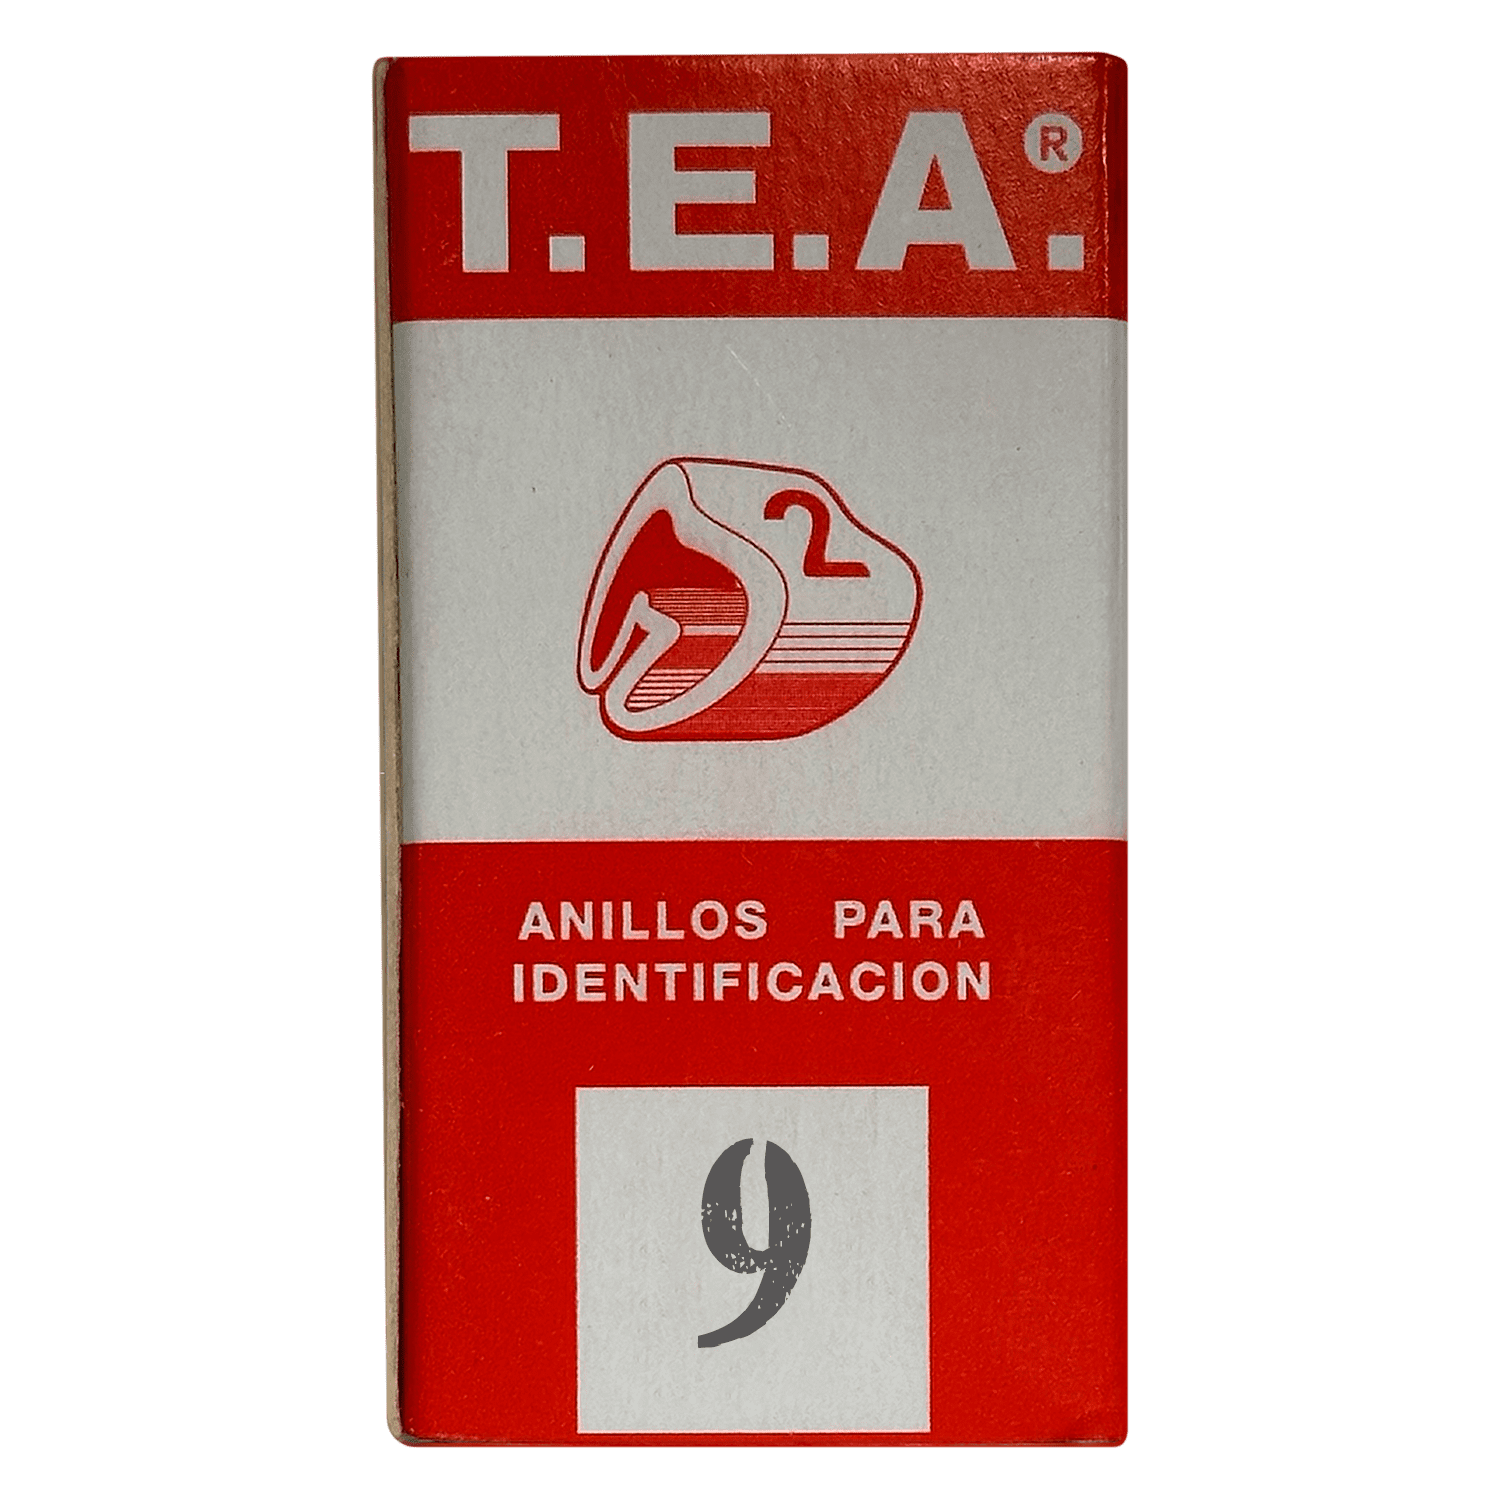 T.E.A.®
2
ANILLOS PARA
IDENTIFICACION
9